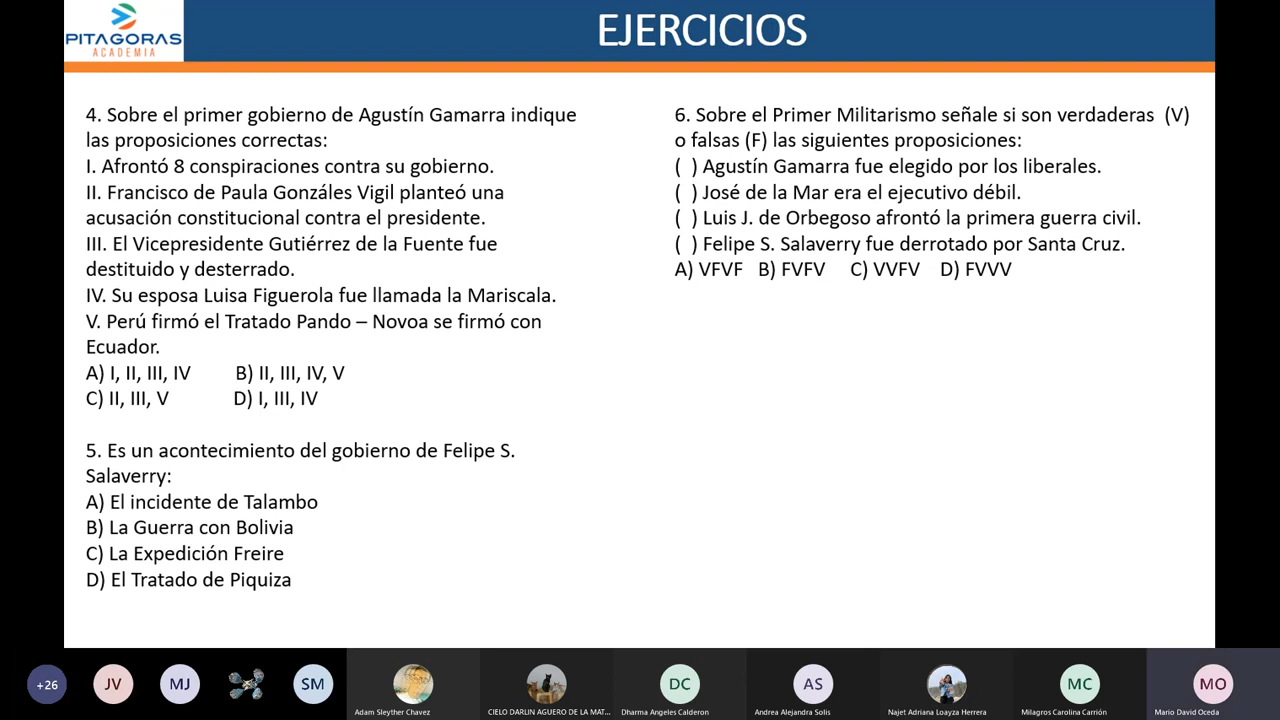 PITAGORAS
ACADEMIA
EJERCICIOS
4. Sobre el primer gobierno de Agustín Gamarra indique
las proposiciones correctas:
I. Afrontó 8 conspiraciones contra su gobierno.
II. Francisco de Paula Gonzáles Vigil planteó una
acusación constitucional contra el presidente.
III. El Vicepresidente Gutiérrez de la Fuente fue
destituido y desterrado.
IV. Su esposa Luisa Figuerola fue llamada la Mariscala.
V. Perú firmó el Tratado Pando – Novoa se firmó con
Ecuador.
A) I, II, III, IV B) II, III, IV, V
C) II, III, V D) I, III, IV
5. Es un acontecimiento del gobierno de Felipe S.
Salaverry:
A) El incidente de Talambo
B) La Guerra con Bolivia
C) La Expedición Freire
D) El Tratado de Piquiza
6. Sobre el Primer Militarismo señale si son verdaderas (V)
o falsas (F) las siguientes proposiciones:
( ) Agustín Gamarra fue elegido por los liberales.
( ) José de la Mar era el ejecutivo débil.
( ) Luis J. de Orbegoso afrontó la primera guerra civil.
( ) Felipe S. Salaverry fue derrotado por Santa Cruz.
A) VFVF B) FVFV C) VVFV D) FVVV
+26 JV MJ SM DC AS MC MO
Adam Sleyther Chavez CIELO DARLIN AGUERO DE LA MAT... Dharma Angeles Calderon Andrea Alejandra Solis Najet Adriana Loayza Herrera Milagros Carolina Carrión Mario David Oceda